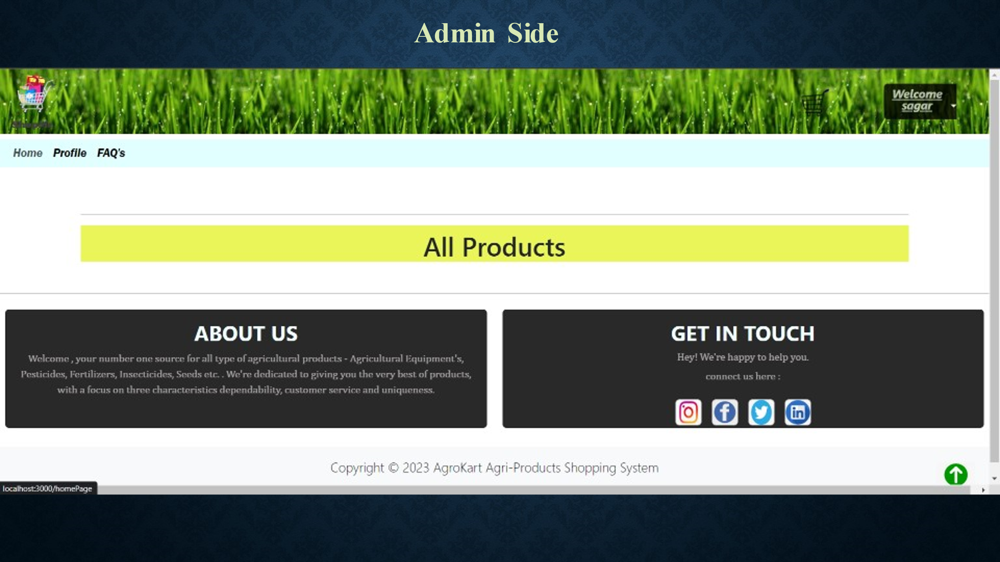 Admin Side
Welcome
sagar
Home Profile FAQ's
All Products
ABOUT US
Welcome , your number one source for all type of agricultural products - Agricultural Equipment's,
Pesticides, Fertilizers, Insecticides, Seeds etc. . We're dedicated to giving you the very best of products,
with a focus on three characteristics dependability, customer service and uniqueness.
GET IN TOUCH
Hey! We're happy to help you.
connect us here :
Copyright © 2023 AgroKart Agri-Products Shopping System
localhost:3000/homePage